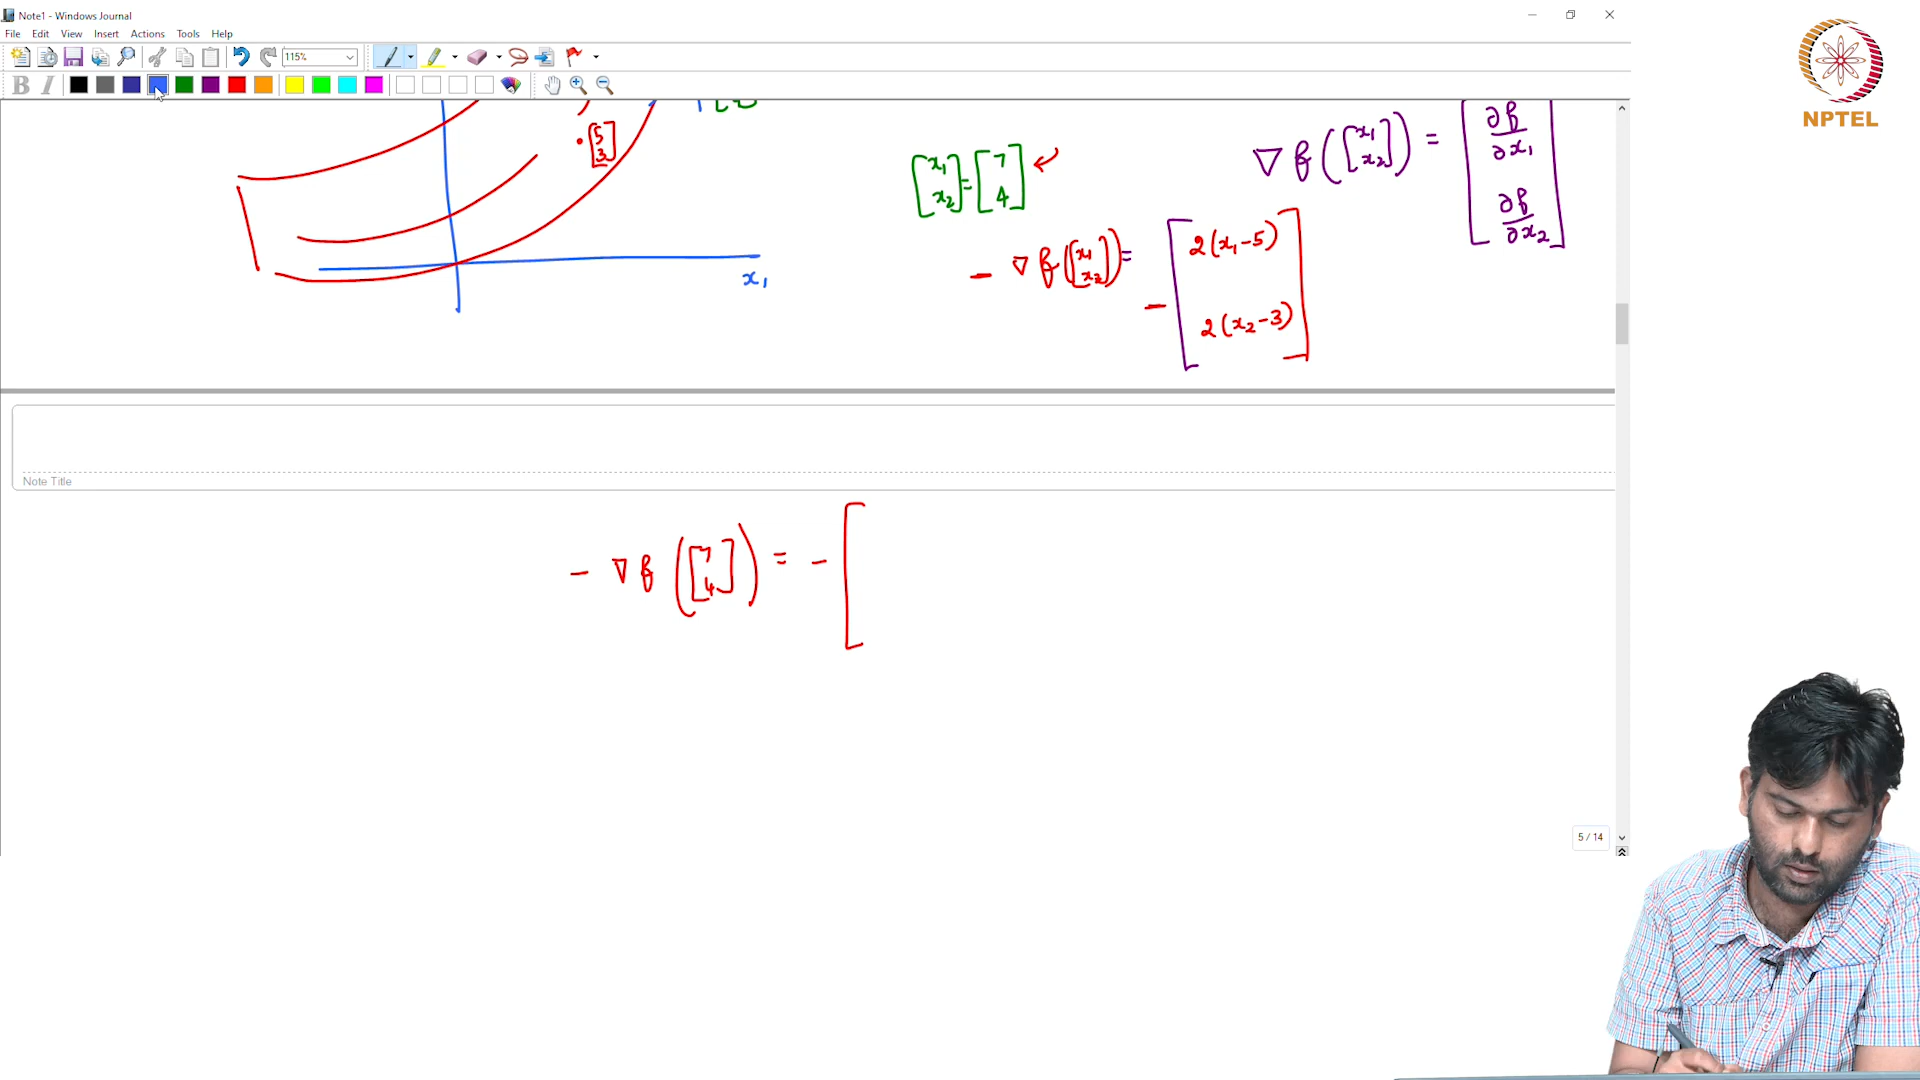 Note1 - Windows Journal
File Edit View Insert Actions Tools Help
115%
B I
NPTEL
[5 3]
x₁
[x₁ x₂] = [7 4] ↙
∇f([x₁ x₂]) = [∂f/∂x₁ ∂f/∂x₂]
- ∇f([x₁ x₂]) = - [2(x₁-5) 2(x₂-3)]
Note Title
- ∇f([7 4]) = - [
5 / 14